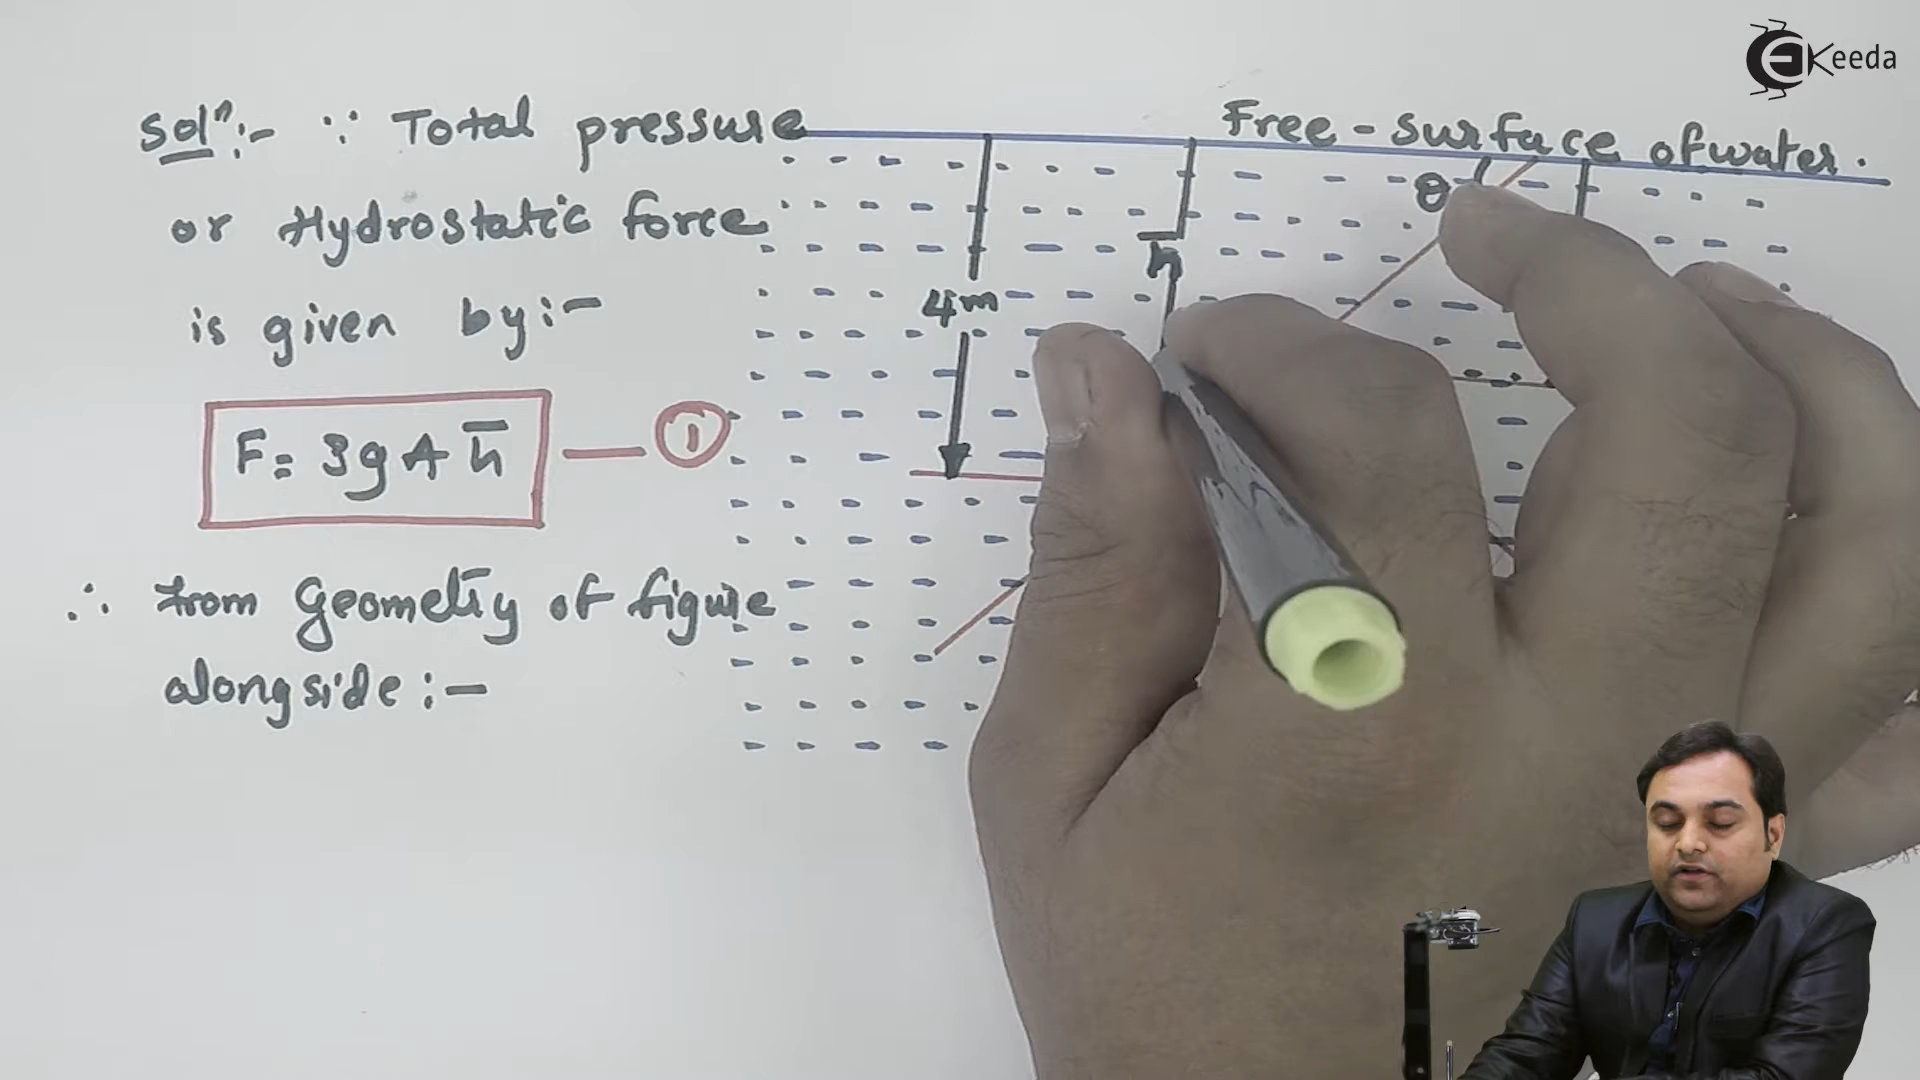 Ekeeda
Solⁿ:- ∵ Total pressure
or Hydrostatic force
is given by:-
F = ȝgAh̄ — ①
∴ from Geometry of figure
alongside:-
Free-surface of water.
θ
h̄
4m